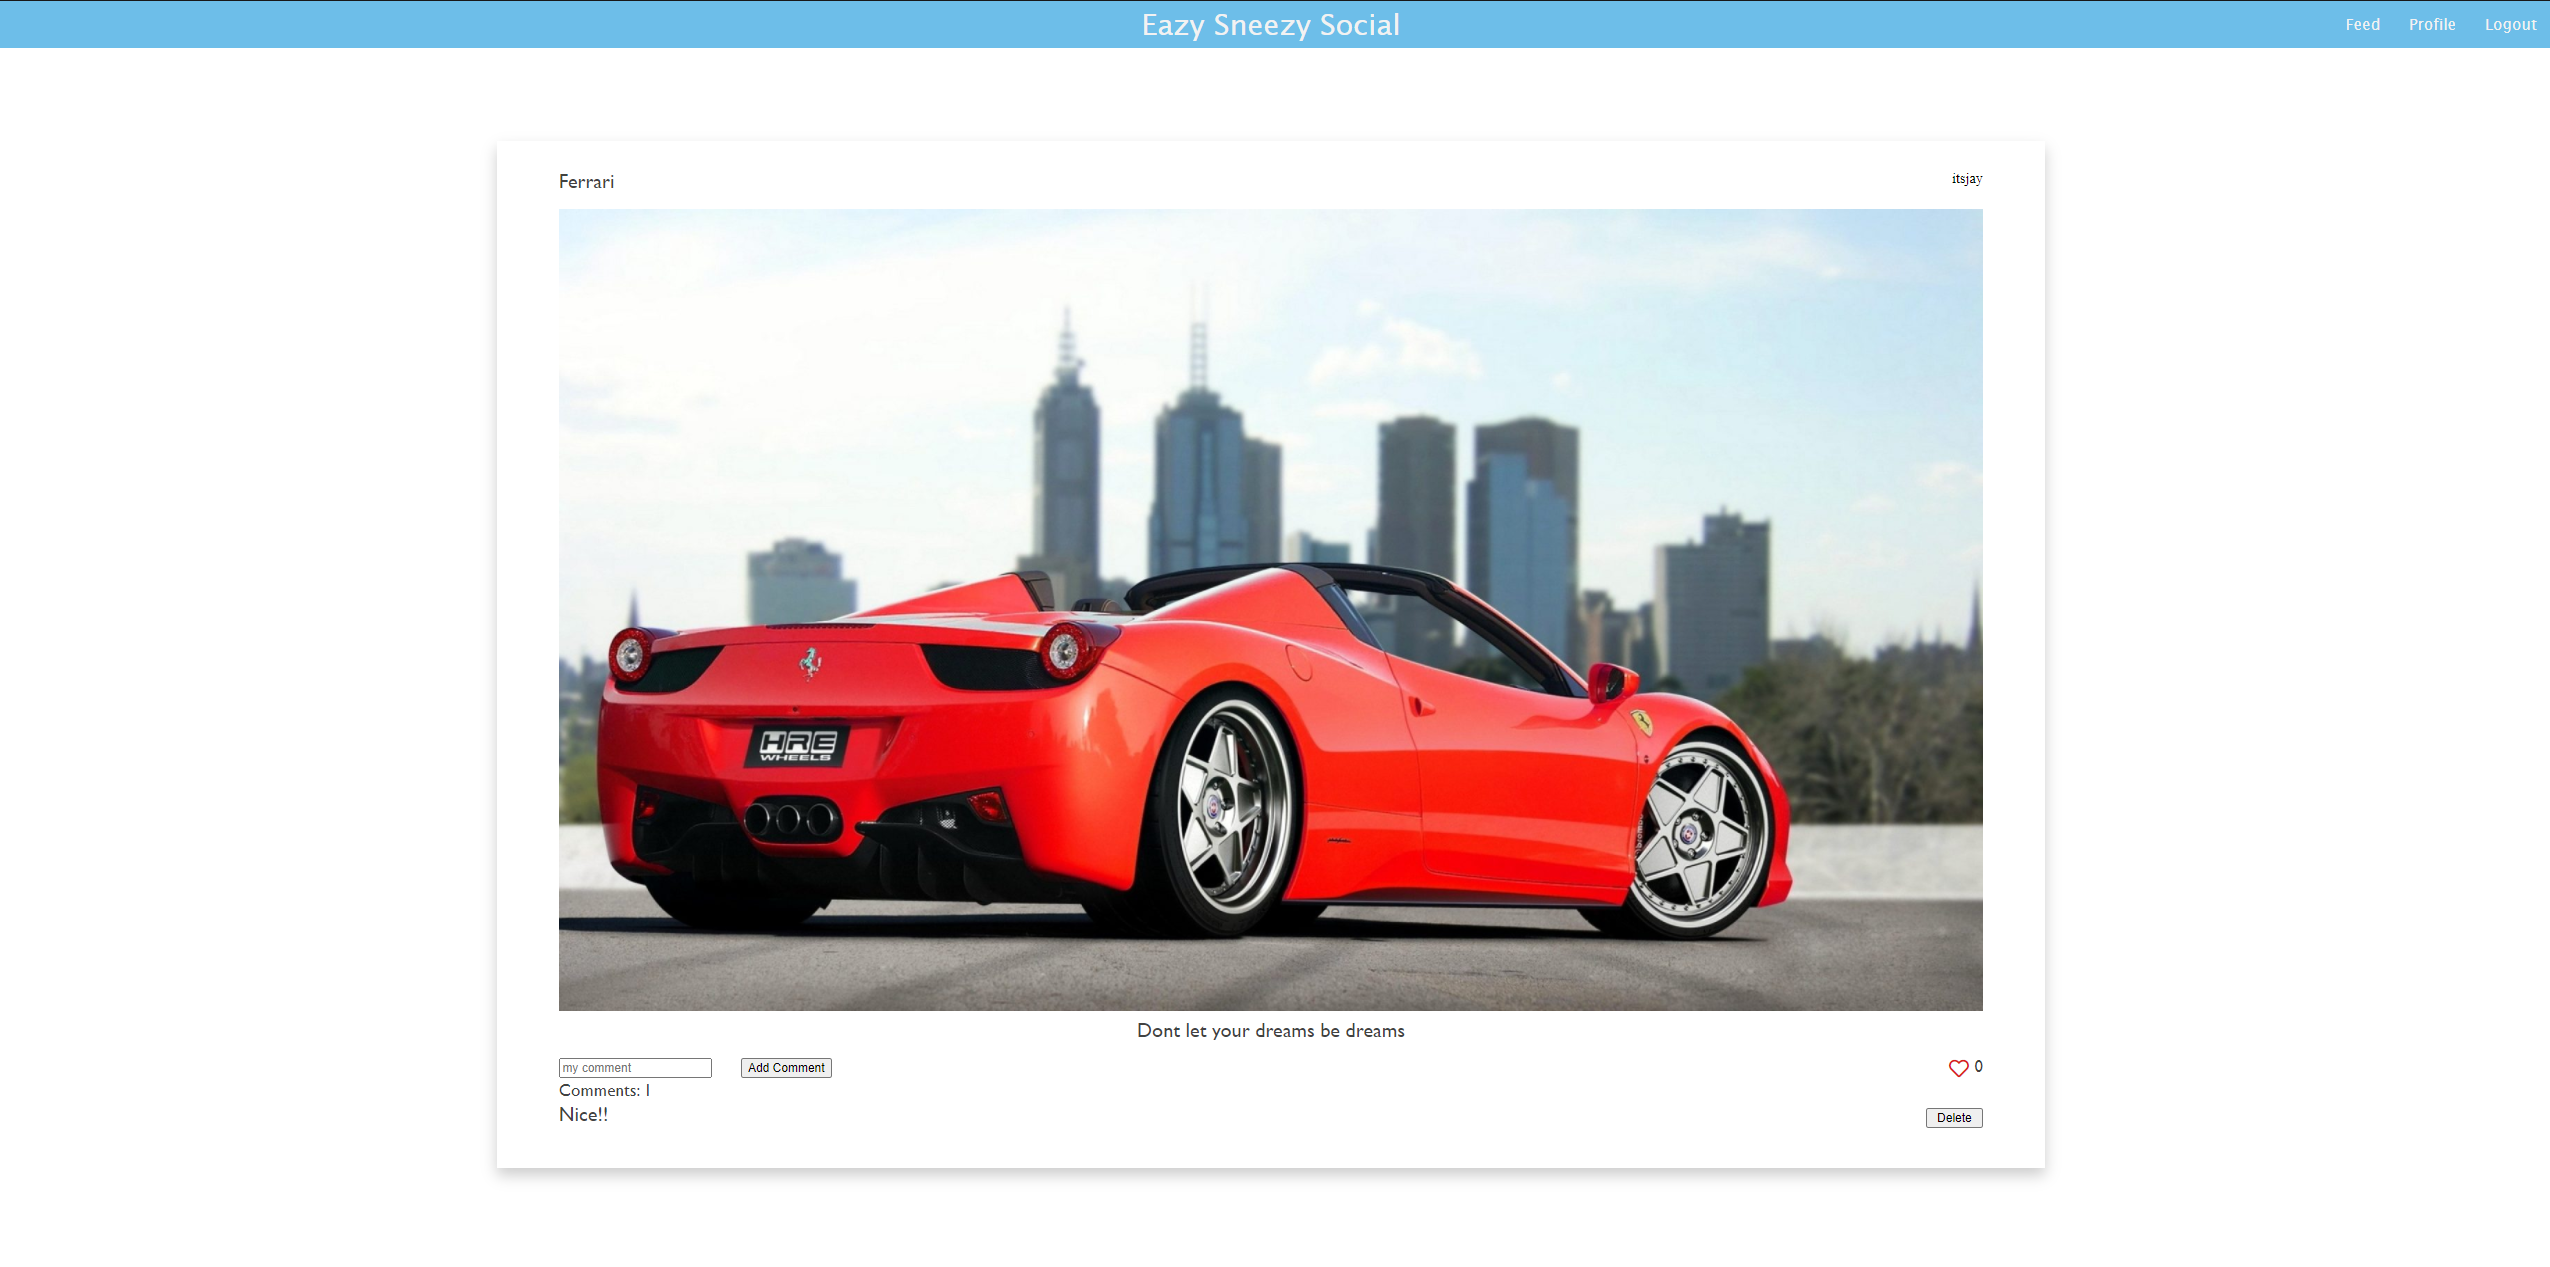 Eazy Sneezy Social
Feed Profile Logout
Ferrari
itsjay
HRE
WHEELS
Dont let your dreams be dreams
my comment Add Comment
0
Comments: 1
Nice!!
Delete